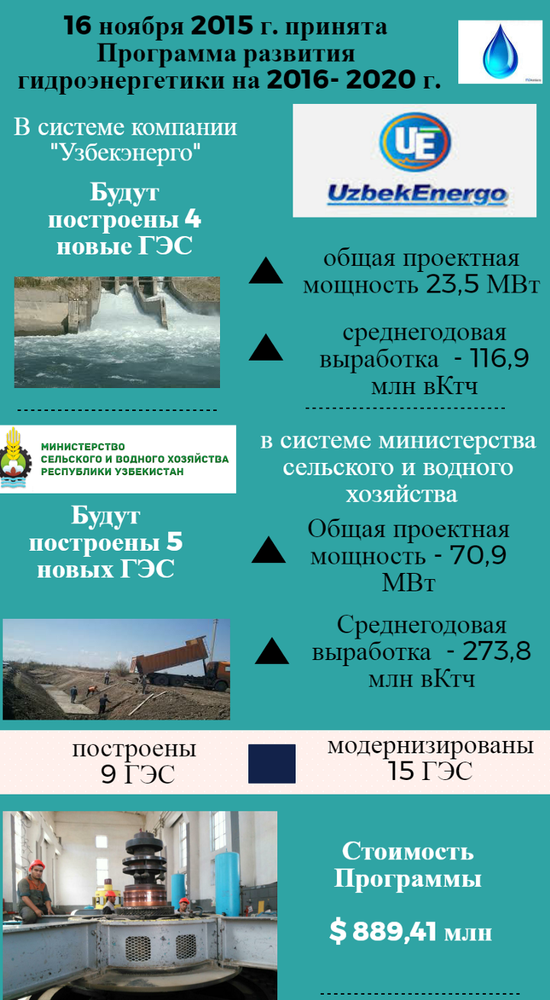 16 ноября 2015 г. принята
Программа развития
гидроэнергетики на 2016- 2020 г.
В системе компании
"Узбекэнерго"
UE
UzbekEnergo
Будут
построены 4
новые ГЭС
общая проектная
мощность 23,5 МВт
среднегодовая
выработка - 116,9
млн вКтч
МИНИСТЕРСТВО
СЕЛЬСКОГО И ВОДНОГО ХОЗЯЙСТВА
РЕСПУБЛИКИ УЗБЕКИСТАН
в системе министерства
сельского и водного
хозяйства
Будут
построены 5
новых ГЭС
Общая проектная
мощность - 70,9
МВт
Среднегодовая
выработка - 273,8
млн вКтч
построены
9 ГЭС
модернизированы
15 ГЭС
Стоимость
Программы
$ 889,41 млн